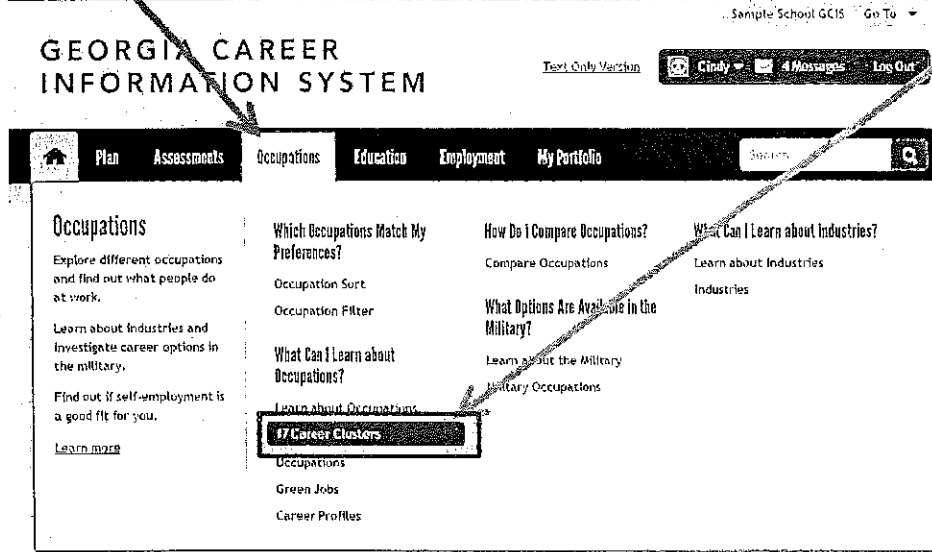 Sample School GCIS Go To
GEORGIA CAREER
INFORMATION SYSTEM
Text Only Version
Cindy 4 Messages Log Out
Plan Assessments Occupations Education Employment My Portfolio Search
Occupations
Explore different occupations
and find out what people do
at work.
Learn about industries and
investigate career options in
the military.
Find out if self-employment is
a good fit for you.
Learn more
Which Occupations Match My
Preferences?
Occupation Sort
Occupation Filter
What Can I Learn about
Occupations?
Learn about Occupations
17 Career Clusters
Occupations
Green Jobs
Career Profiles
How Do I Compare Occupations?
Compare Occupations
What Options Are Available in the
Military?
Learn about the Military
Military Occupations
What Can I Learn about Industries?
Learn about Industries
Industries